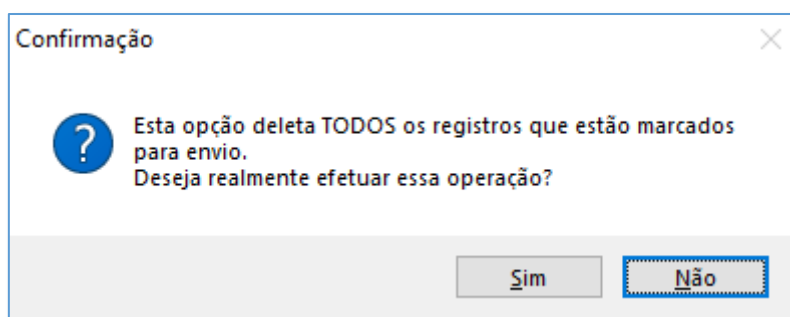 Confirmação
Esta opção deleta TODOS os registros que estão marcados
para envio.
Deseja realmente efetuar essa operação?
Sim
Não